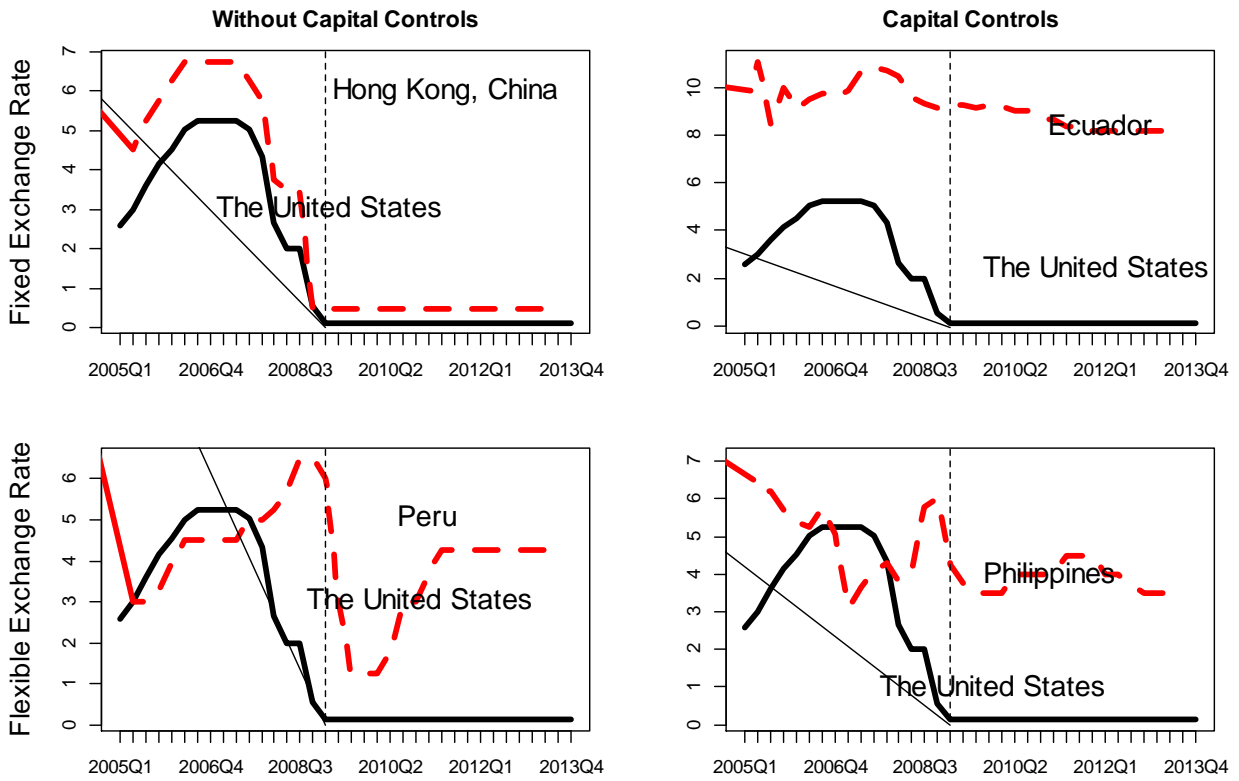 Without Capital Controls
Capital Controls
Fixed Exchange Rate
7
6
5
4
3
2
1
0
Hong Kong, China
The United States
2005Q1 2006Q4 2008Q3 2010Q2 2012Q1 2013Q4
10
8
6
4
2
0
Ecuador
The United States
2005Q1 2006Q4 2008Q3 2010Q2 2012Q1 2013Q4
Flexible Exchange Rate
6
5
4
3
2
1
0
Peru
The United States
2005Q1 2006Q4 2008Q3 2010Q2 2012Q1 2013Q4
7
6
5
4
3
2
1
0
Philippines
The United States
2005Q1 2006Q4 2008Q3 2010Q2 2012Q1 2013Q4